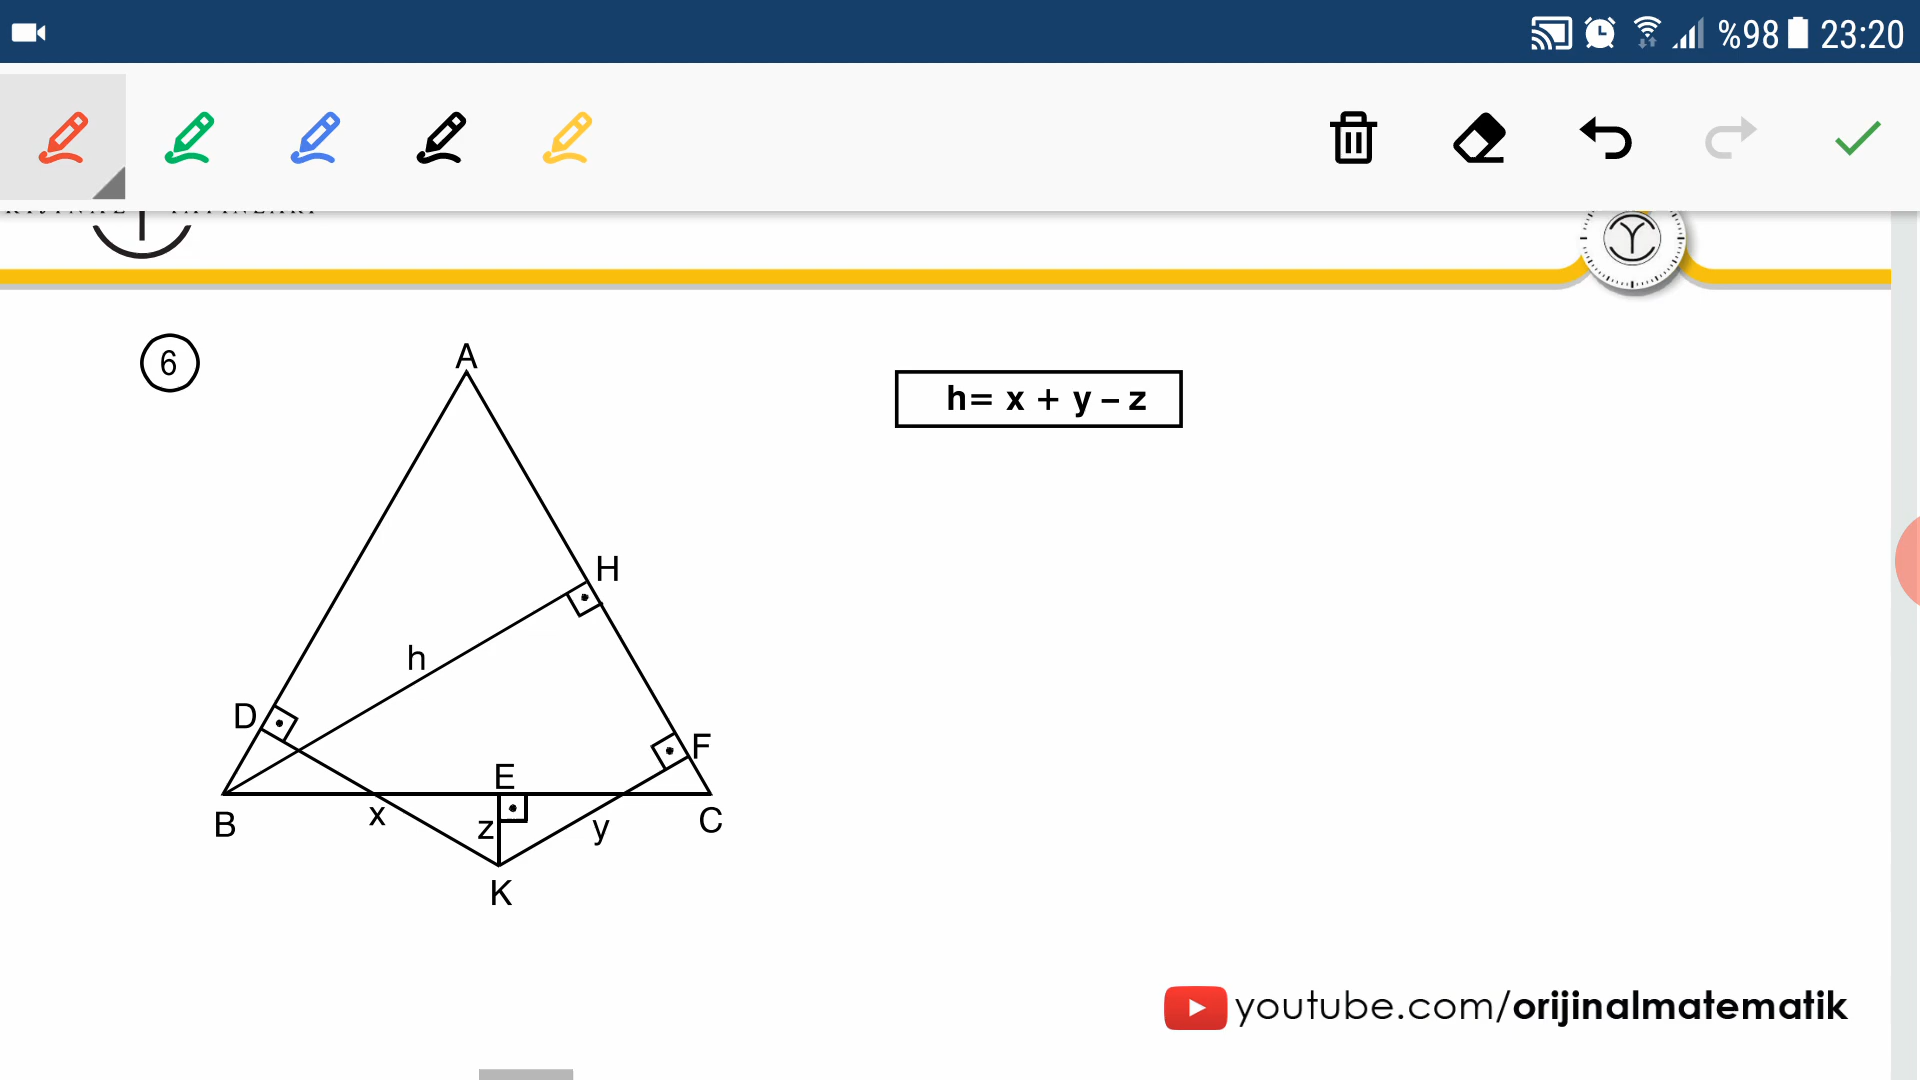 %98 23:20
6
A
h= x + y – z
H
h
D
F
E
B
x
z
y
C
K
youtube.com/orijinalmatematik